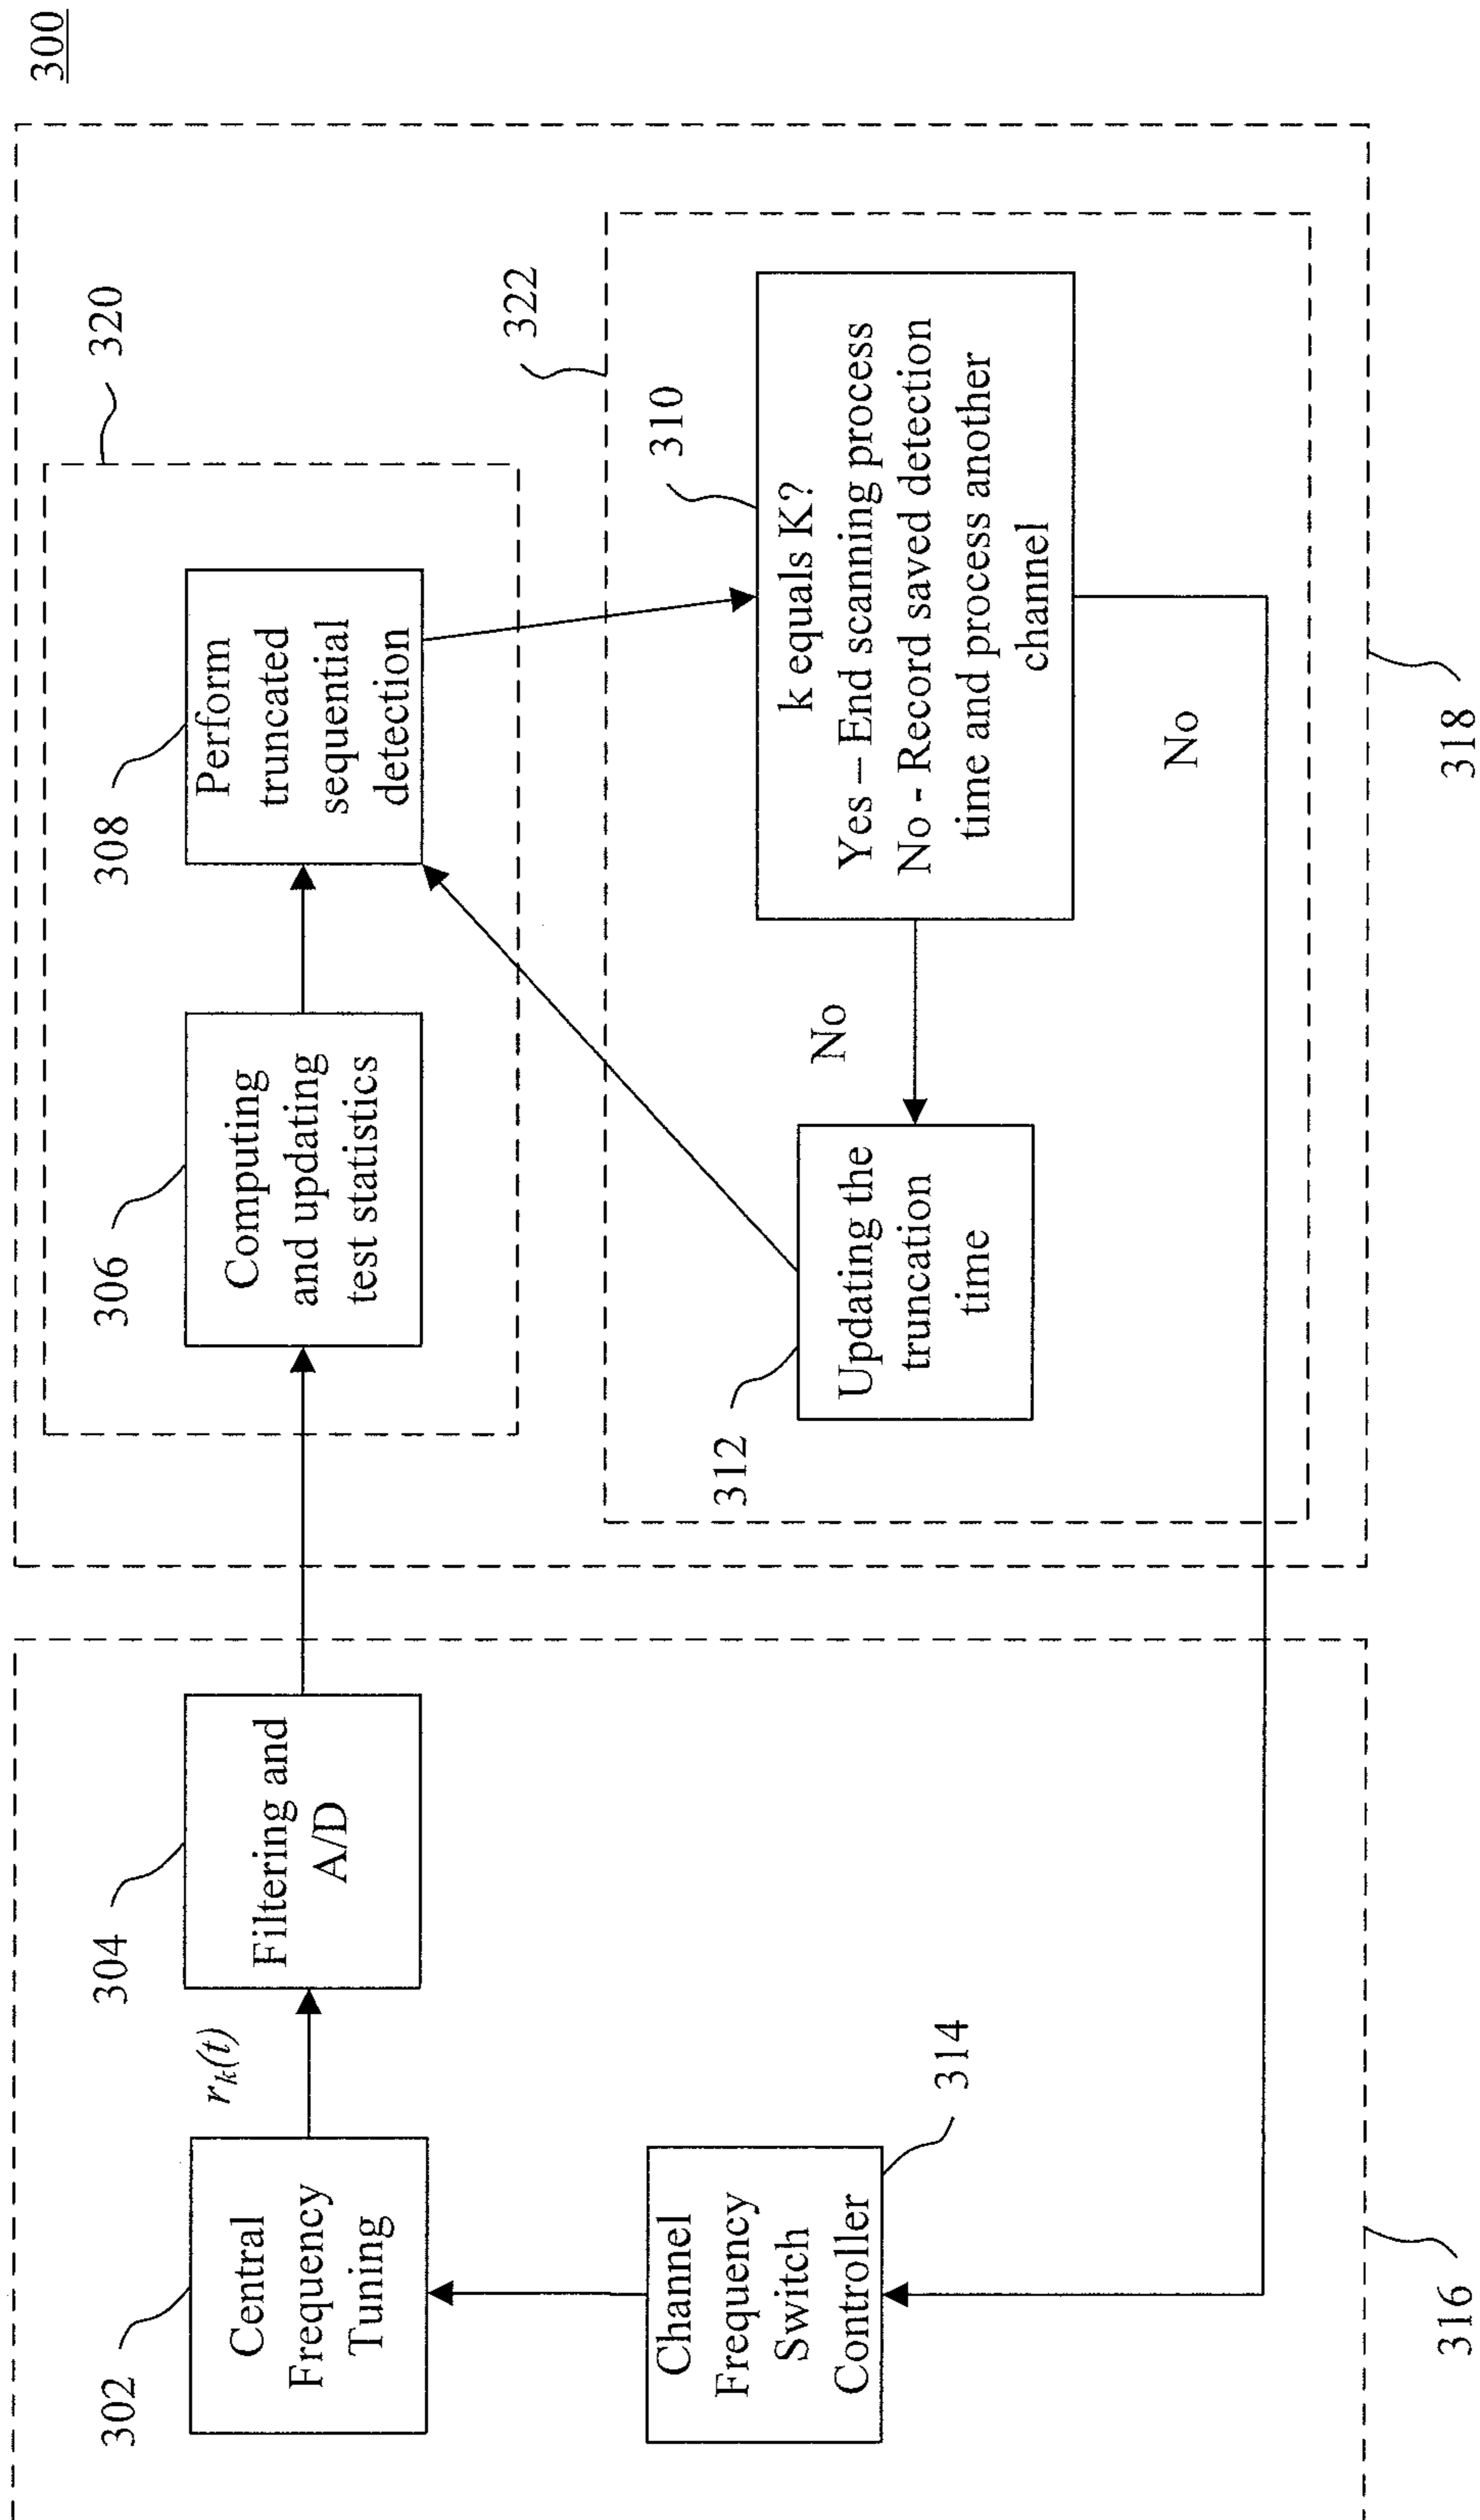 300
320
308
Perform
truncated
sequential
detection
306
Computing
and updating
test statistics
304
Filtering and
A/D
r_k(t)
302
Central
Frequency
Tuning
314
Channel
Frequency
Switch
Controller
322
310
k equals K?
Yes – End scanning process
No - Record saved detection
time and process another
channel
No
312
Updating the
truncation
time
No
318
316